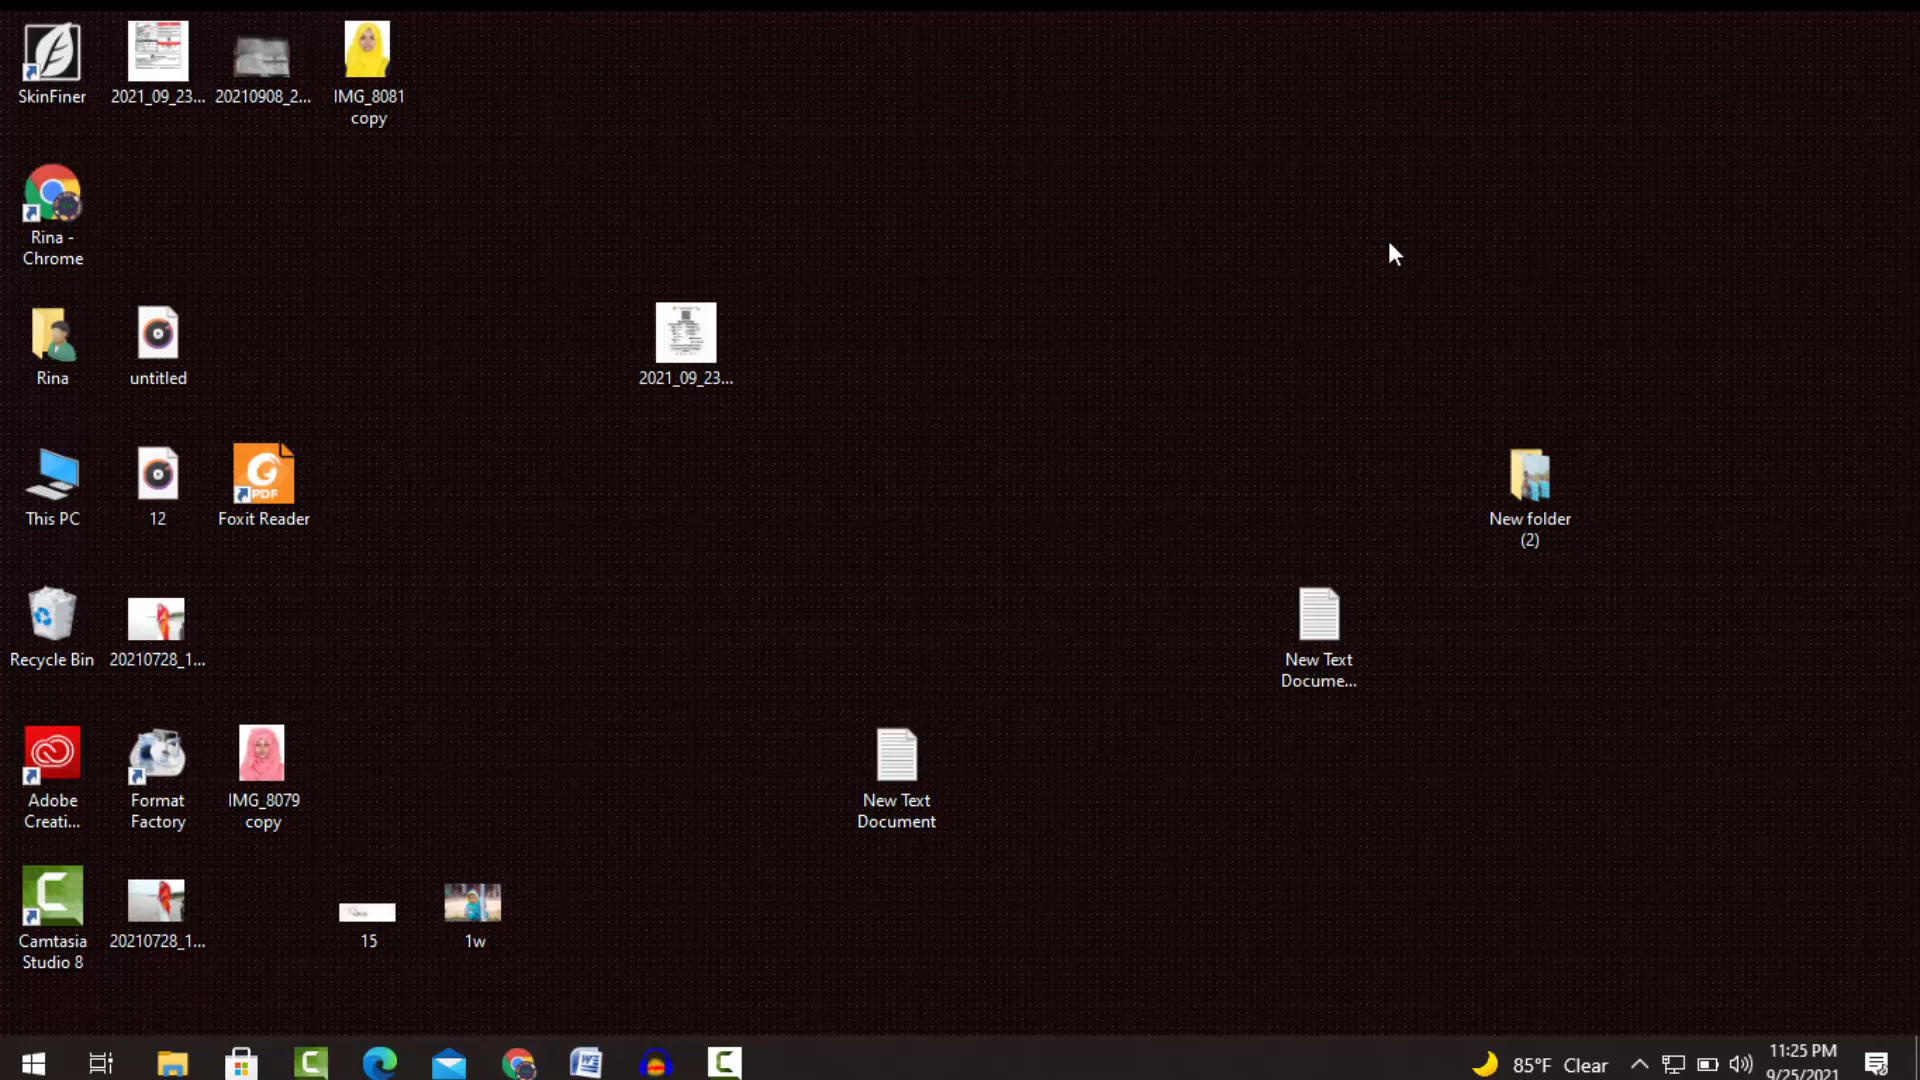 SkinFiner
2021_09_23...
20210908_2...
IMG_8081
copy
Rina -
Chrome
Rina
untitled
2021_09_23...
This PC
12
PDF
Foxit Reader
New folder
(2)
Recycle Bin
20210728_1...
New Text
Docume...
Adobe
Creati...
Format
Factory
IMG_8079
copy
New Text
Document
Camtasia
Studio 8
20210728_1...
15
1w
85°F Clear
11:25 PM
9/25/2021